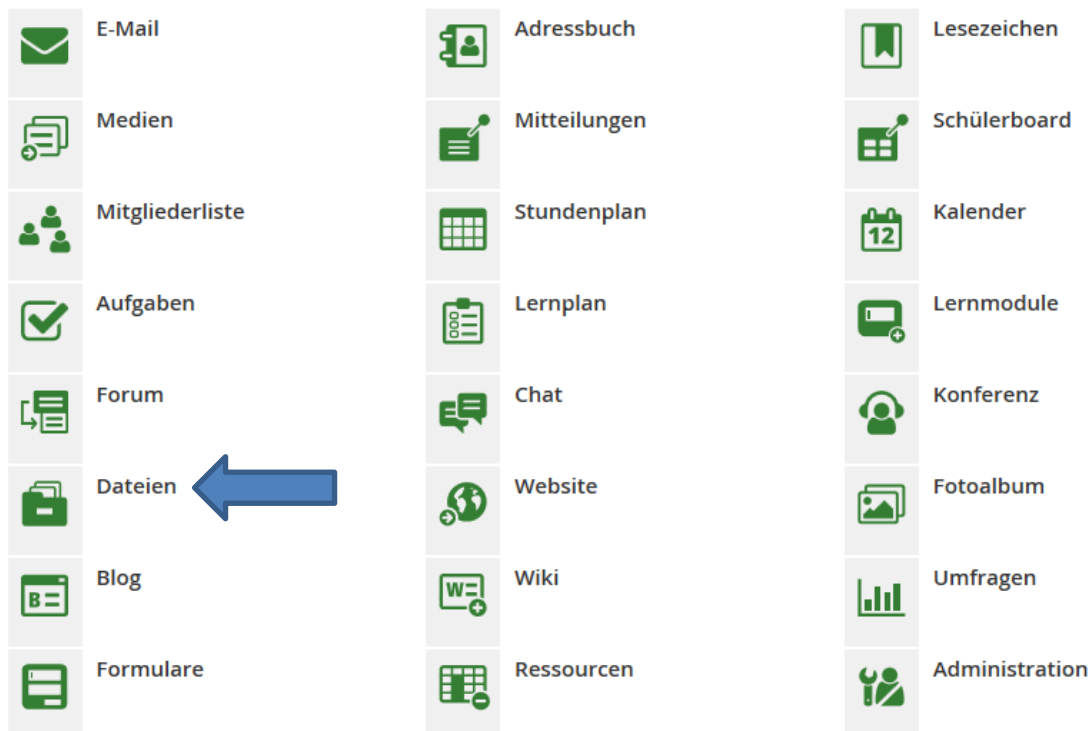 E-Mail
Adressbuch
Lesezeichen
Medien
Mitteilungen
Schülerboard
Mitgliederliste
Stundenplan
Kalender
12
Aufgaben
Lernplan
Lernmodule
Forum
Chat
Konferenz
Dateien
Website
Fotoalbum
Blog
B
Wiki
W
Umfragen
Formulare
Ressourcen
Administration